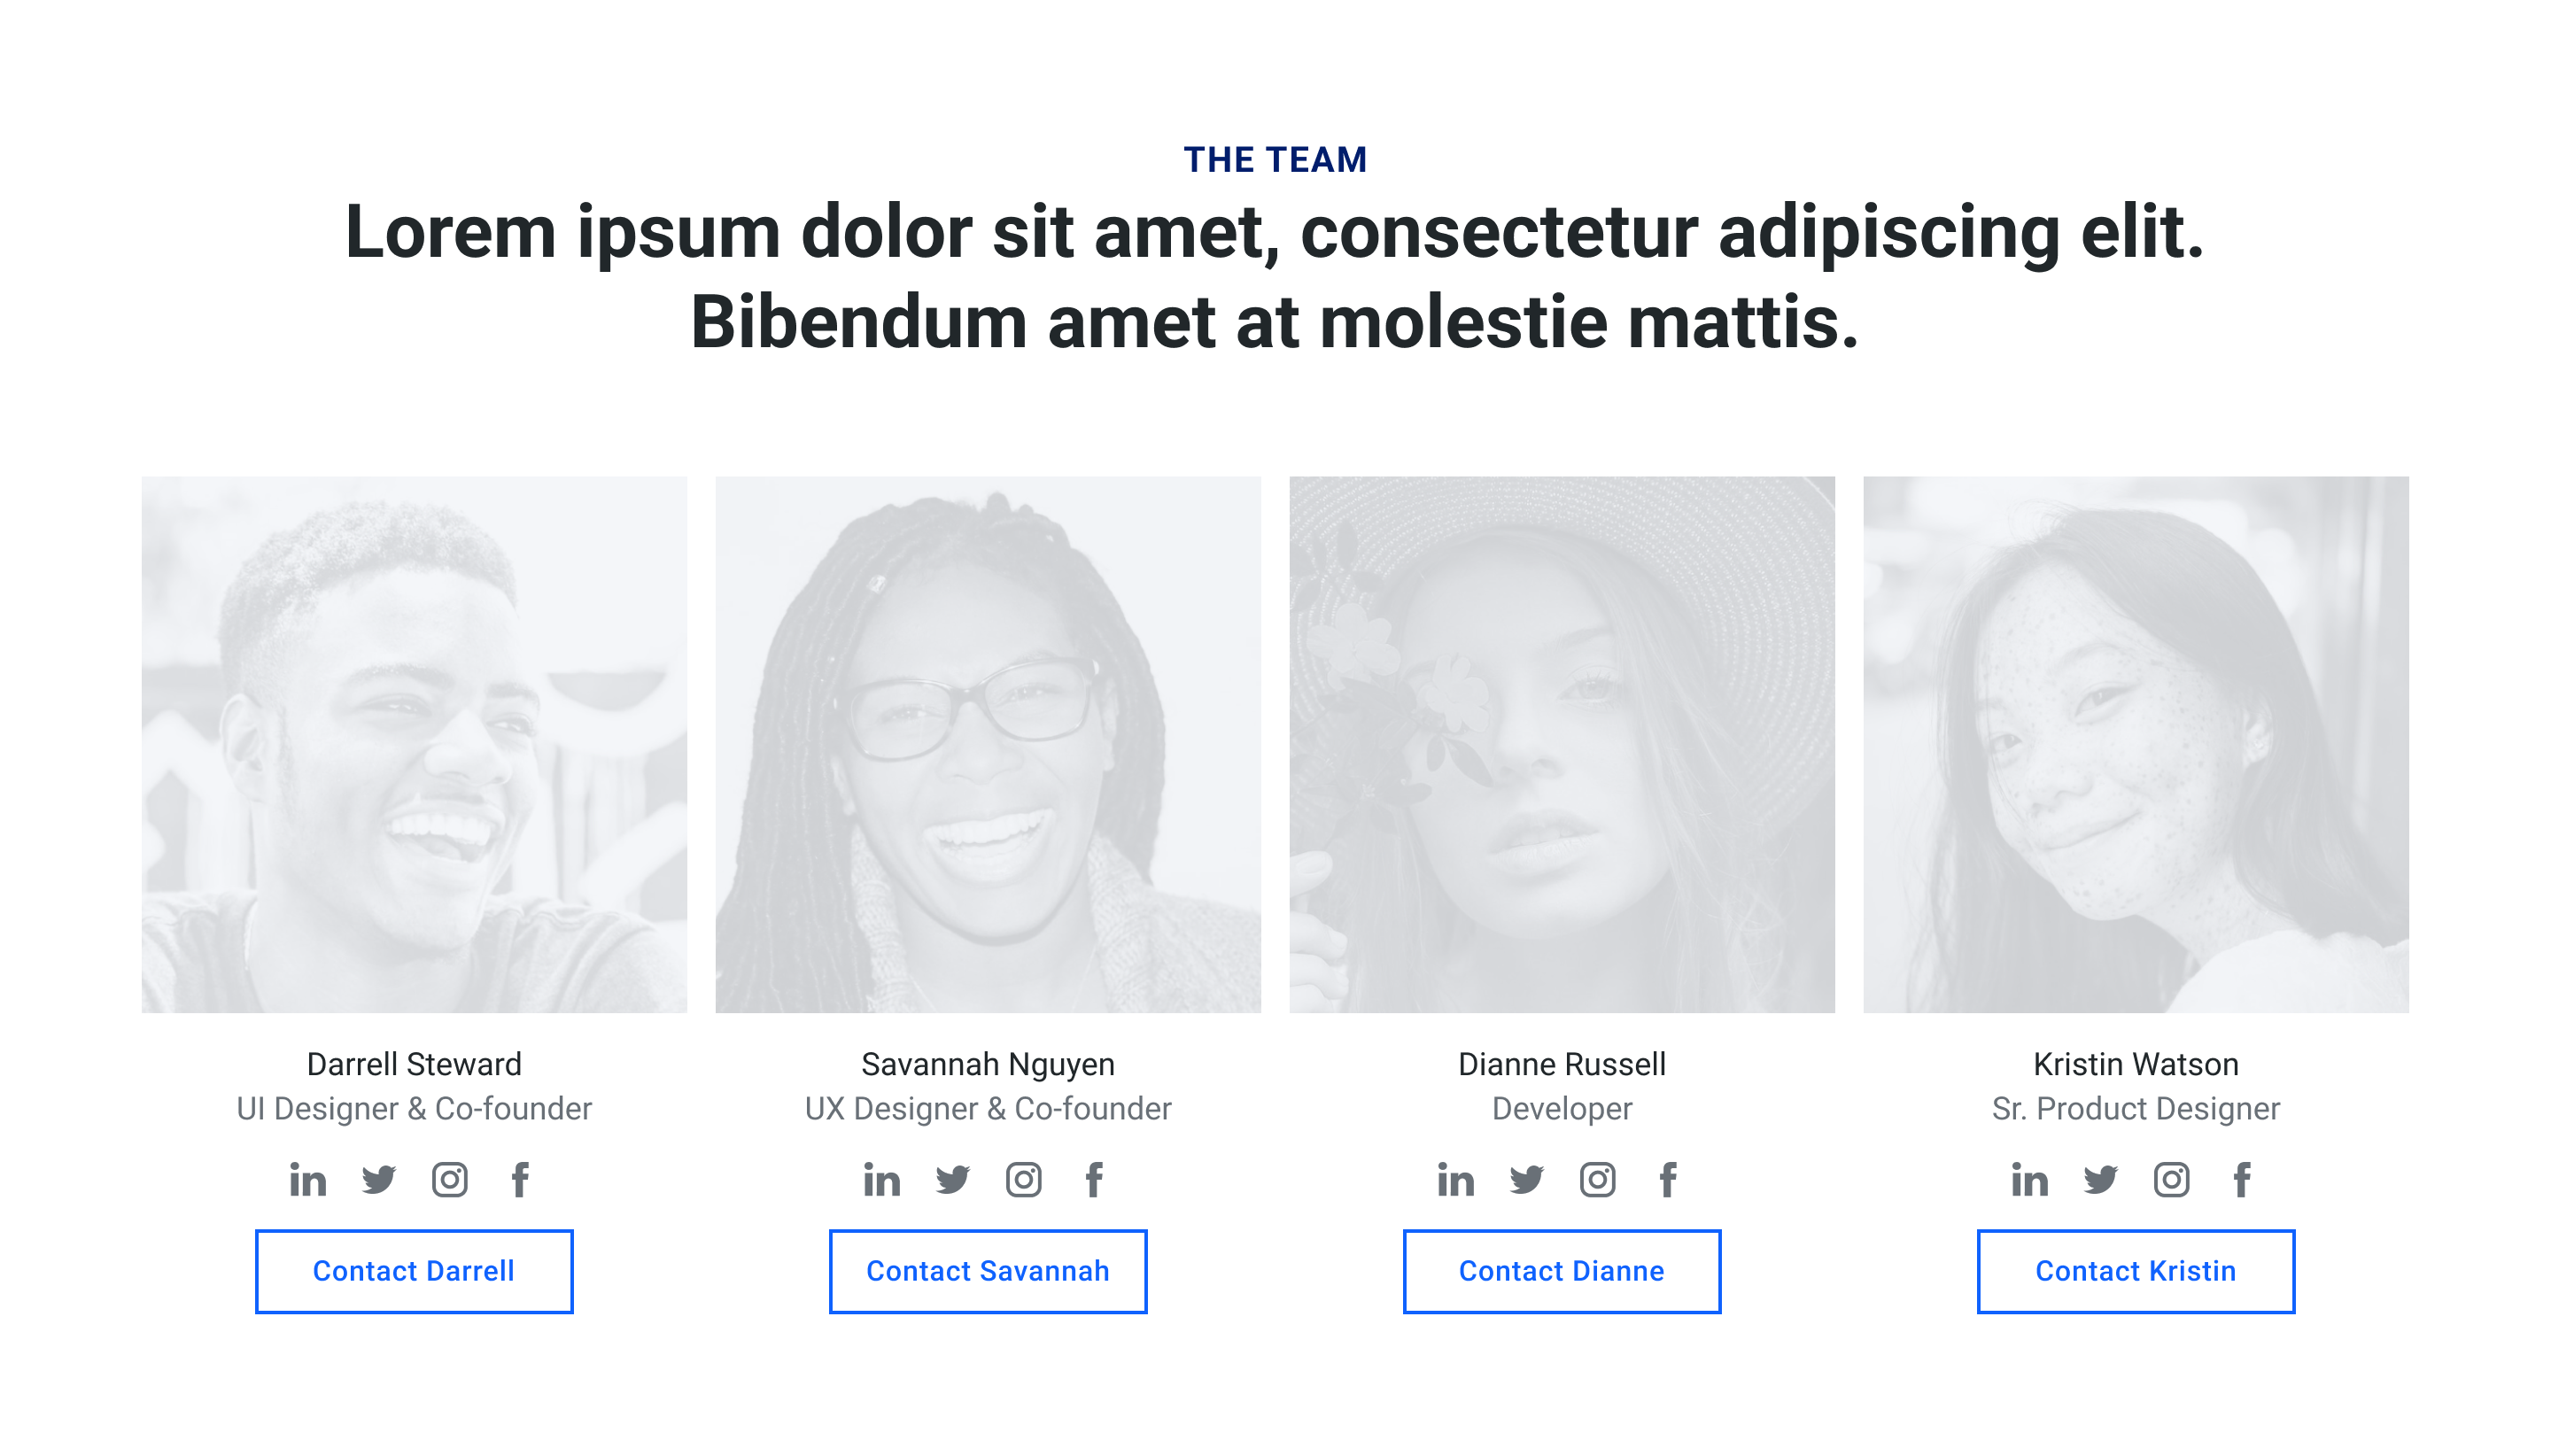 THE TEAM
Lorem ipsum dolor sit amet, consectetur adipiscing elit.
Bibendum amet at molestie mattis.
Darrell Steward
UI Designer & Co-founder
Contact Darrell
Savannah Nguyen
UX Designer & Co-founder
Contact Savannah
Dianne Russell
Developer
Contact Dianne
Kristin Watson
Sr. Product Designer
Contact Kristin